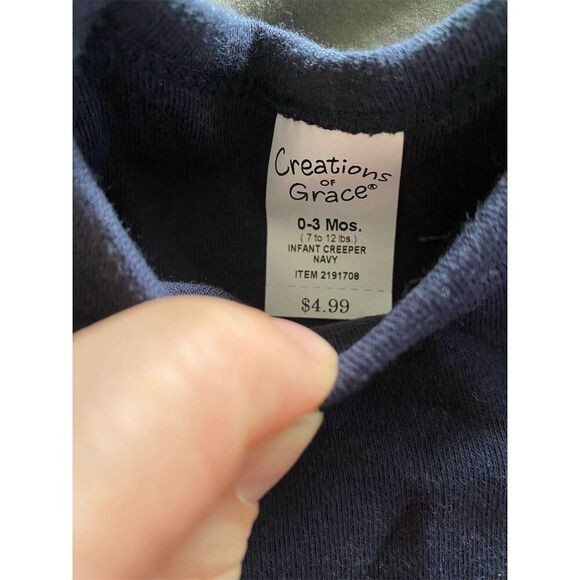 Creations
OF
Grace®
0-3 Mos.
( 7 to 12 lbs.)
INFANT CREEPER
NAVY
ITEM 2191708
$4.99